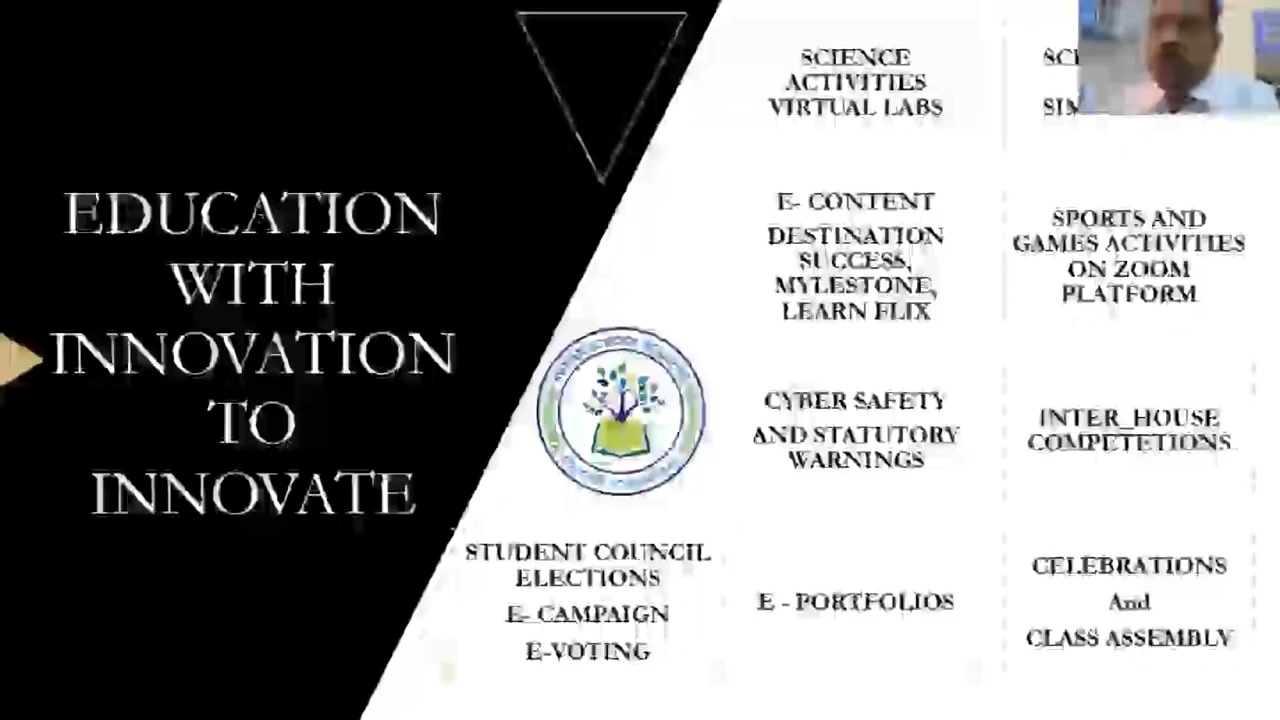 EDUCATION
WITH
INNOVATION
TO
INNOVATE
SCIENCE
ACTIVITIES
VIRTUAL LABS
E- CONTENT
DESTINATION
SUCCESS,
MYLESTONE,
LEARN FLIX
SPORTS AND
GAMES ACTIVITIES
ON ZOOM
PLATFORM
CYBER SAFETY
AND STATUTORY
WARNINGS
INTER_HOUSE
COMPETETIONS
STUDENT COUNCIL
ELECTIONS
E- CAMPAIGN
E-VOTING
E - PORTFOLIOS
CELEBRATIONS
And
CLASS ASSEMBLY